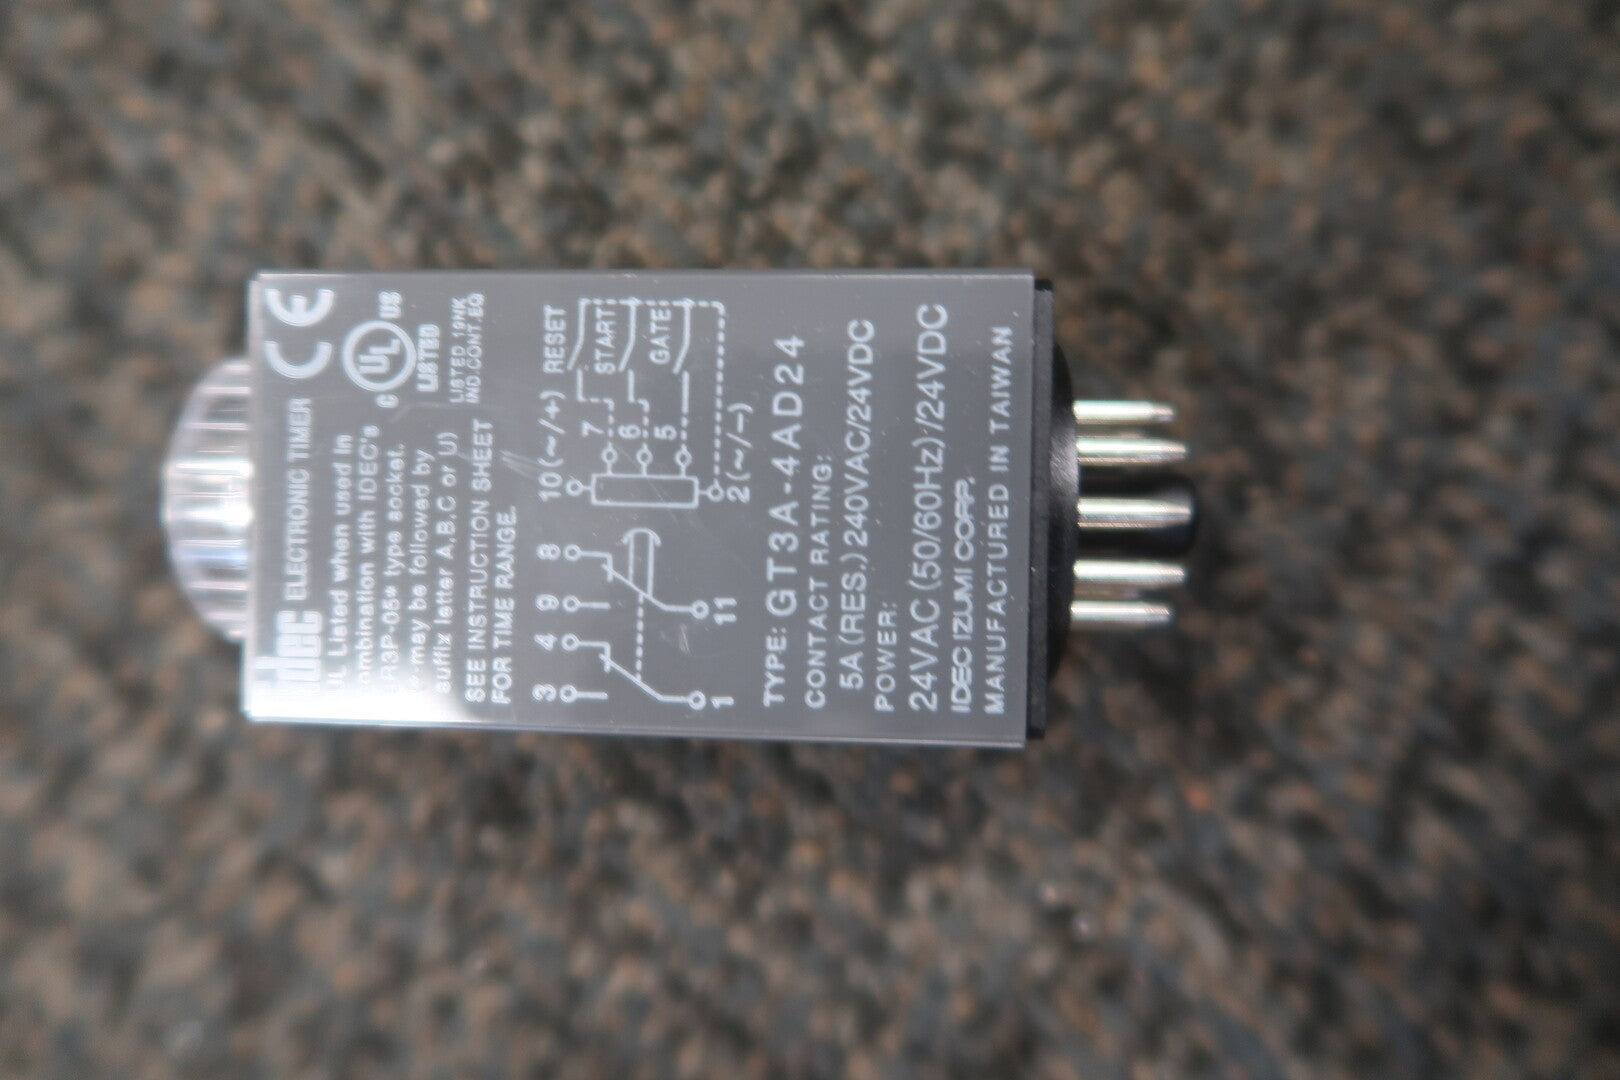 idec ELECTRONIC TIMER
CE
UL Listed when used in
combination with IDEC's
SR3P-05* type socket.
(*-may be followed by
suffix letter A,B,C or U)
C UL US
LISTED
LISTED 19NK
IND.CONT.EQ
SEE INSTRUCTION SHEET
FOR TIME RANGE.
3 4 9 8 10(~/+) RESET
7 START
6 GATE
5
1 11 2(~/−)
TYPE: GT3A-4AD24
CONTACT RATING:
5A (RES.) 240VAC/24VDC
POWER:
24VAC (50/60Hz)/24VDC
IDEC IZUMI CORP.
MANUFACTURED IN TAIWAN